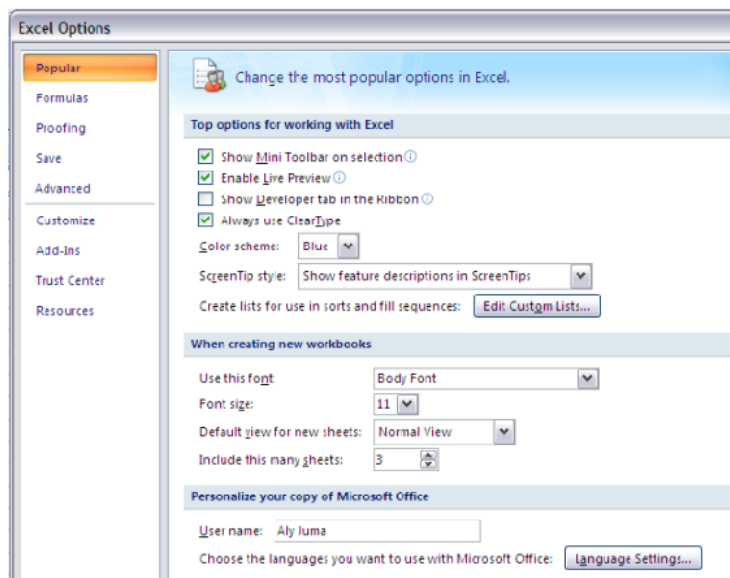 Excel Options
Popular
Formulas
Proofing
Save
Advanced
Customize
Add-Ins
Trust Center
Resources
Change the most popular options in Excel.
Top options for working with Excel
Show Mini Toolbar on selection
Enable Live Preview
Show Developer tab in the Ribbon
Always use ClearType
Color scheme: Blue
ScreenTip style: Show feature descriptions in ScreenTips
Create lists for use in sorts and fill sequences: Edit Custom Lists...
When creating new workbooks
Use this font Body Font
Font size: 11
Default view for new sheets: Normal View
Include this many sheets: 3
Personalize your copy of Microsoft Office
User name: Aly Juma
Choose the languages you want to use with Microsoft Office: Language Settings...